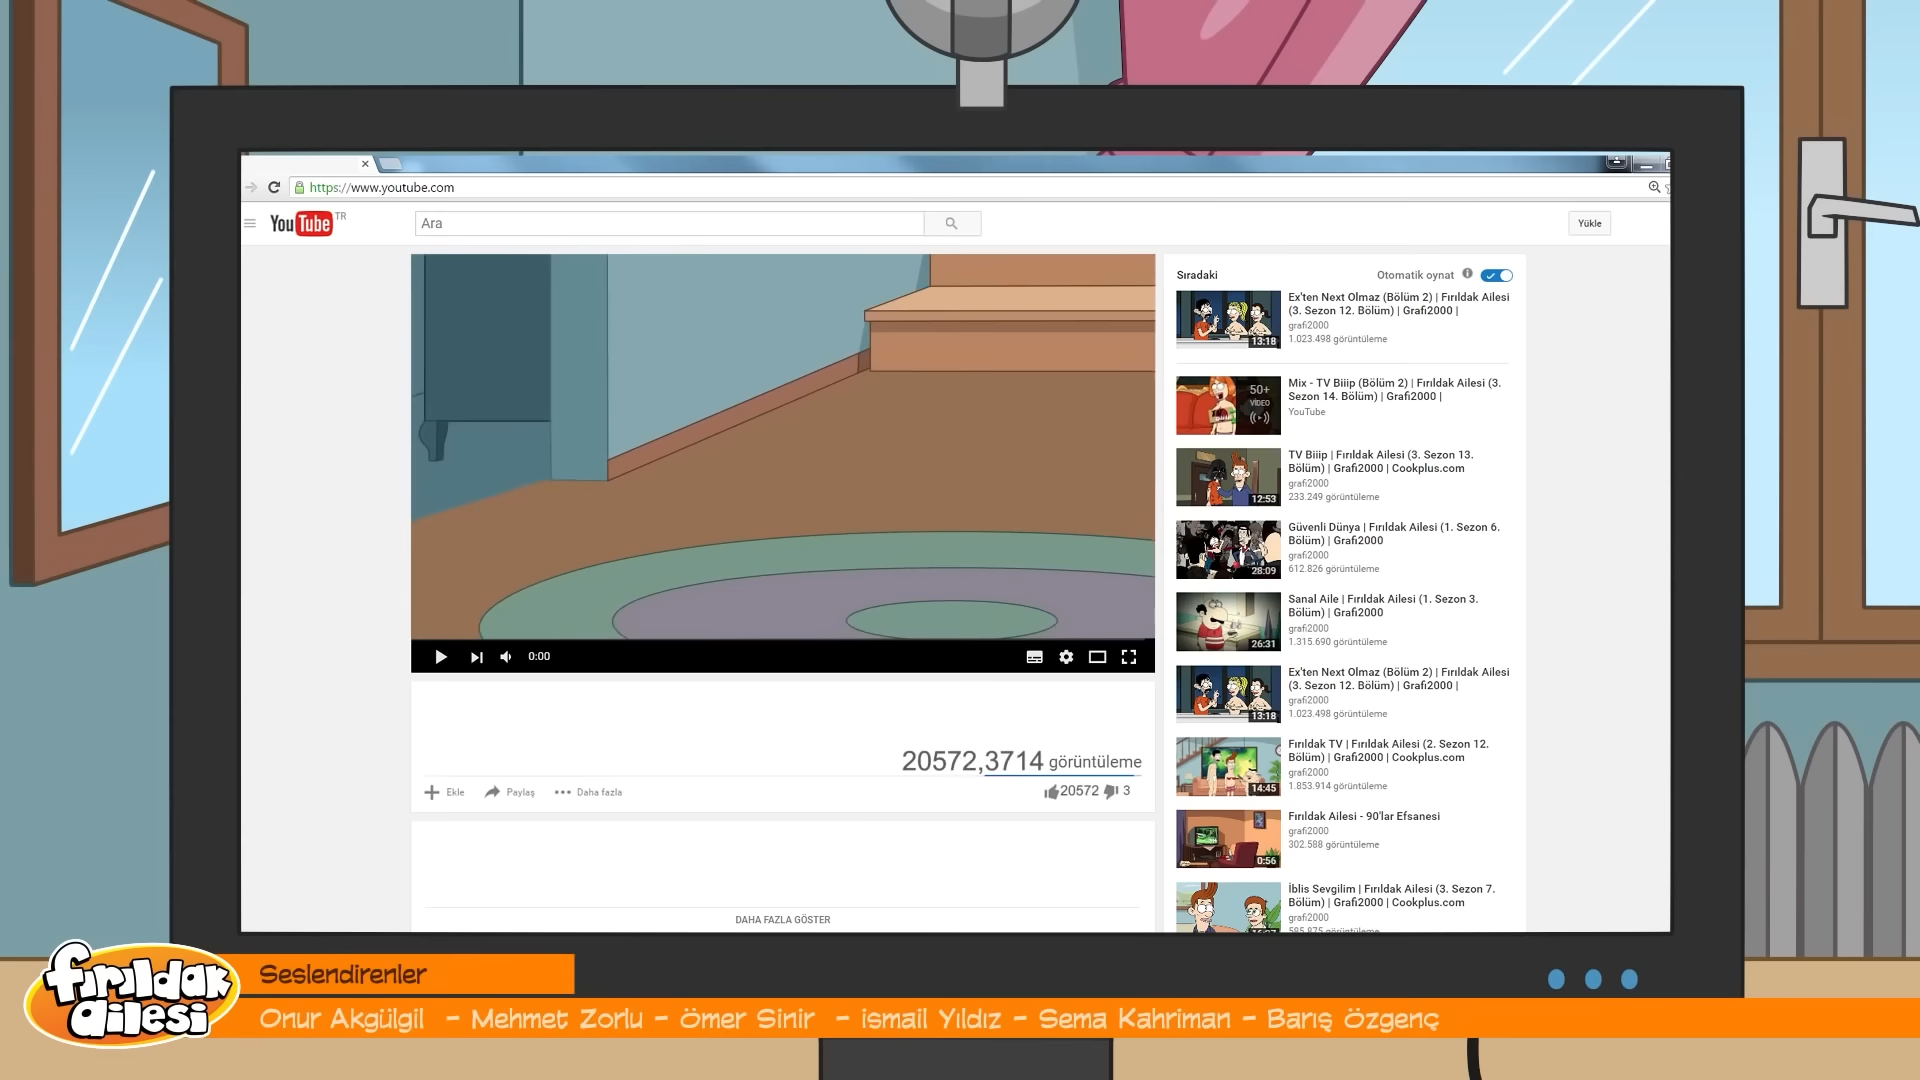 https://www.youtube.com
YouTube TR
Ara
Yükle
0:00
20572,3714 görüntüleme
Ekle
Paylaş
Daha fazla
20572
3
DAHA FAZLA GÖSTER
Sıradaki
Otomatik oynat
Ex'ten Next Olmaz (Bölüm 2) | Fırıldak Ailesi
(3. Sezon 12. Bölüm) | Grafi2000 |
grafi2000
1.023.498 görüntüleme
13:18
Mix - TV Biiip (Bölüm 2) | Fırıldak Ailesi (3.
Sezon 14. Bölüm) | Grafi2000 |
YouTube
50+
VİDEO
TV Biiip | Fırıldak Ailesi (3. Sezon 13.
Bölüm) | Grafi2000 | Cookplus.com
grafi2000
233.249 görüntüleme
12:53
Güvenli Dünya | Fırıldak Ailesi (1. Sezon 6.
Bölüm) | Grafi2000
grafi2000
612.826 görüntüleme
28:09
Sanal Aile | Fırıldak Ailesi (1. Sezon 3.
Bölüm) | Grafi2000
grafi2000
1.315.690 görüntüleme
26:31
Ex'ten Next Olmaz (Bölüm 2) | Fırıldak Ailesi
(3. Sezon 12. Bölüm) | Grafi2000 |
grafi2000
1.023.498 görüntüleme
13:18
Fırıldak TV | Fırıldak Ailesi (2. Sezon 12.
Bölüm) | Grafi2000 | Cookplus.com
grafi2000
1.853.914 görüntüleme
14:45
Fırıldak Ailesi - 90'lar Efsanesi
grafi2000
302.588 görüntüleme
0:56
İblis Sevgilim | Fırıldak Ailesi (3. Sezon 7.
Bölüm) | Grafi2000 | Cookplus.com
grafi2000
585.875 görüntüleme
fırıldak
ailesi
Seslendirenler
Onur Akgülgil - Mehmet Zorlu - Ömer Sinir - ismail Yıldız - Sema Kahriman - Barış Özgenç